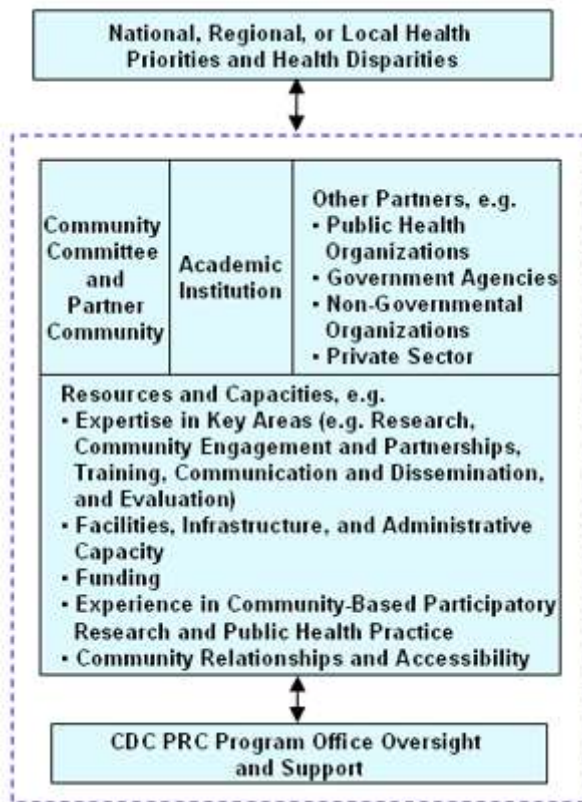 National, Regional, or Local Health
Priorities and Health Disparities
Community
Committee
and
Partner
Community
Academic
Institution
Other Partners, e.g.
• Public Health
Organizations
• Government Agencies
• Non-Governmental
Organizations
• Private Sector
Resources and Capacities, e.g.
• Expertise in Key Areas (e.g. Research,
Community Engagement and Partnerships,
Training, Communication and Dissemination,
and Evaluation)
• Facilities, Infrastructure, and Administrative
Capacity
• Funding
• Experience in Community-Based Participatory
Research and Public Health Practice
• Community Relationships and Accessibility
CDC PRC Program Office Oversight
and Support